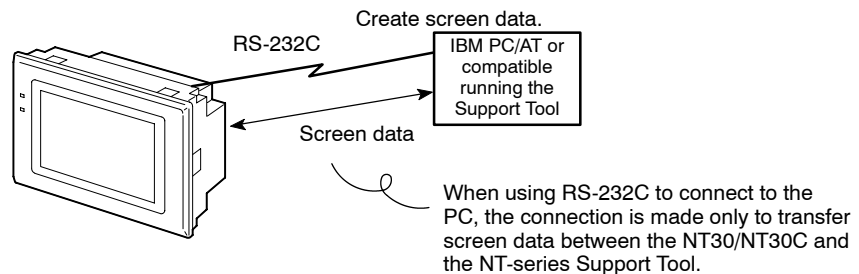 Create screen data.
RS-232C
IBM PC/AT or
compatible
running the
Support Tool
Screen data
When using RS-232C to connect to the
PC, the connection is made only to transfer
screen data between the NT30/NT30C and
the NT-series Support Tool.